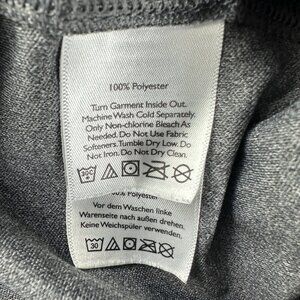 100% Polyester
Turn Garment Inside Out.
Machine Wash Cold Separately.
Only Non-chlorine Bleach As
Needed. Do Not Use Fabric
Softeners. Tumble Dry Low. Do
Not Iron. Do Not Dry Clean.
Polyester
Vor dem Waschen linke
Warenseite nach außen drehen.
Keine Weichspüler verwenden.
30